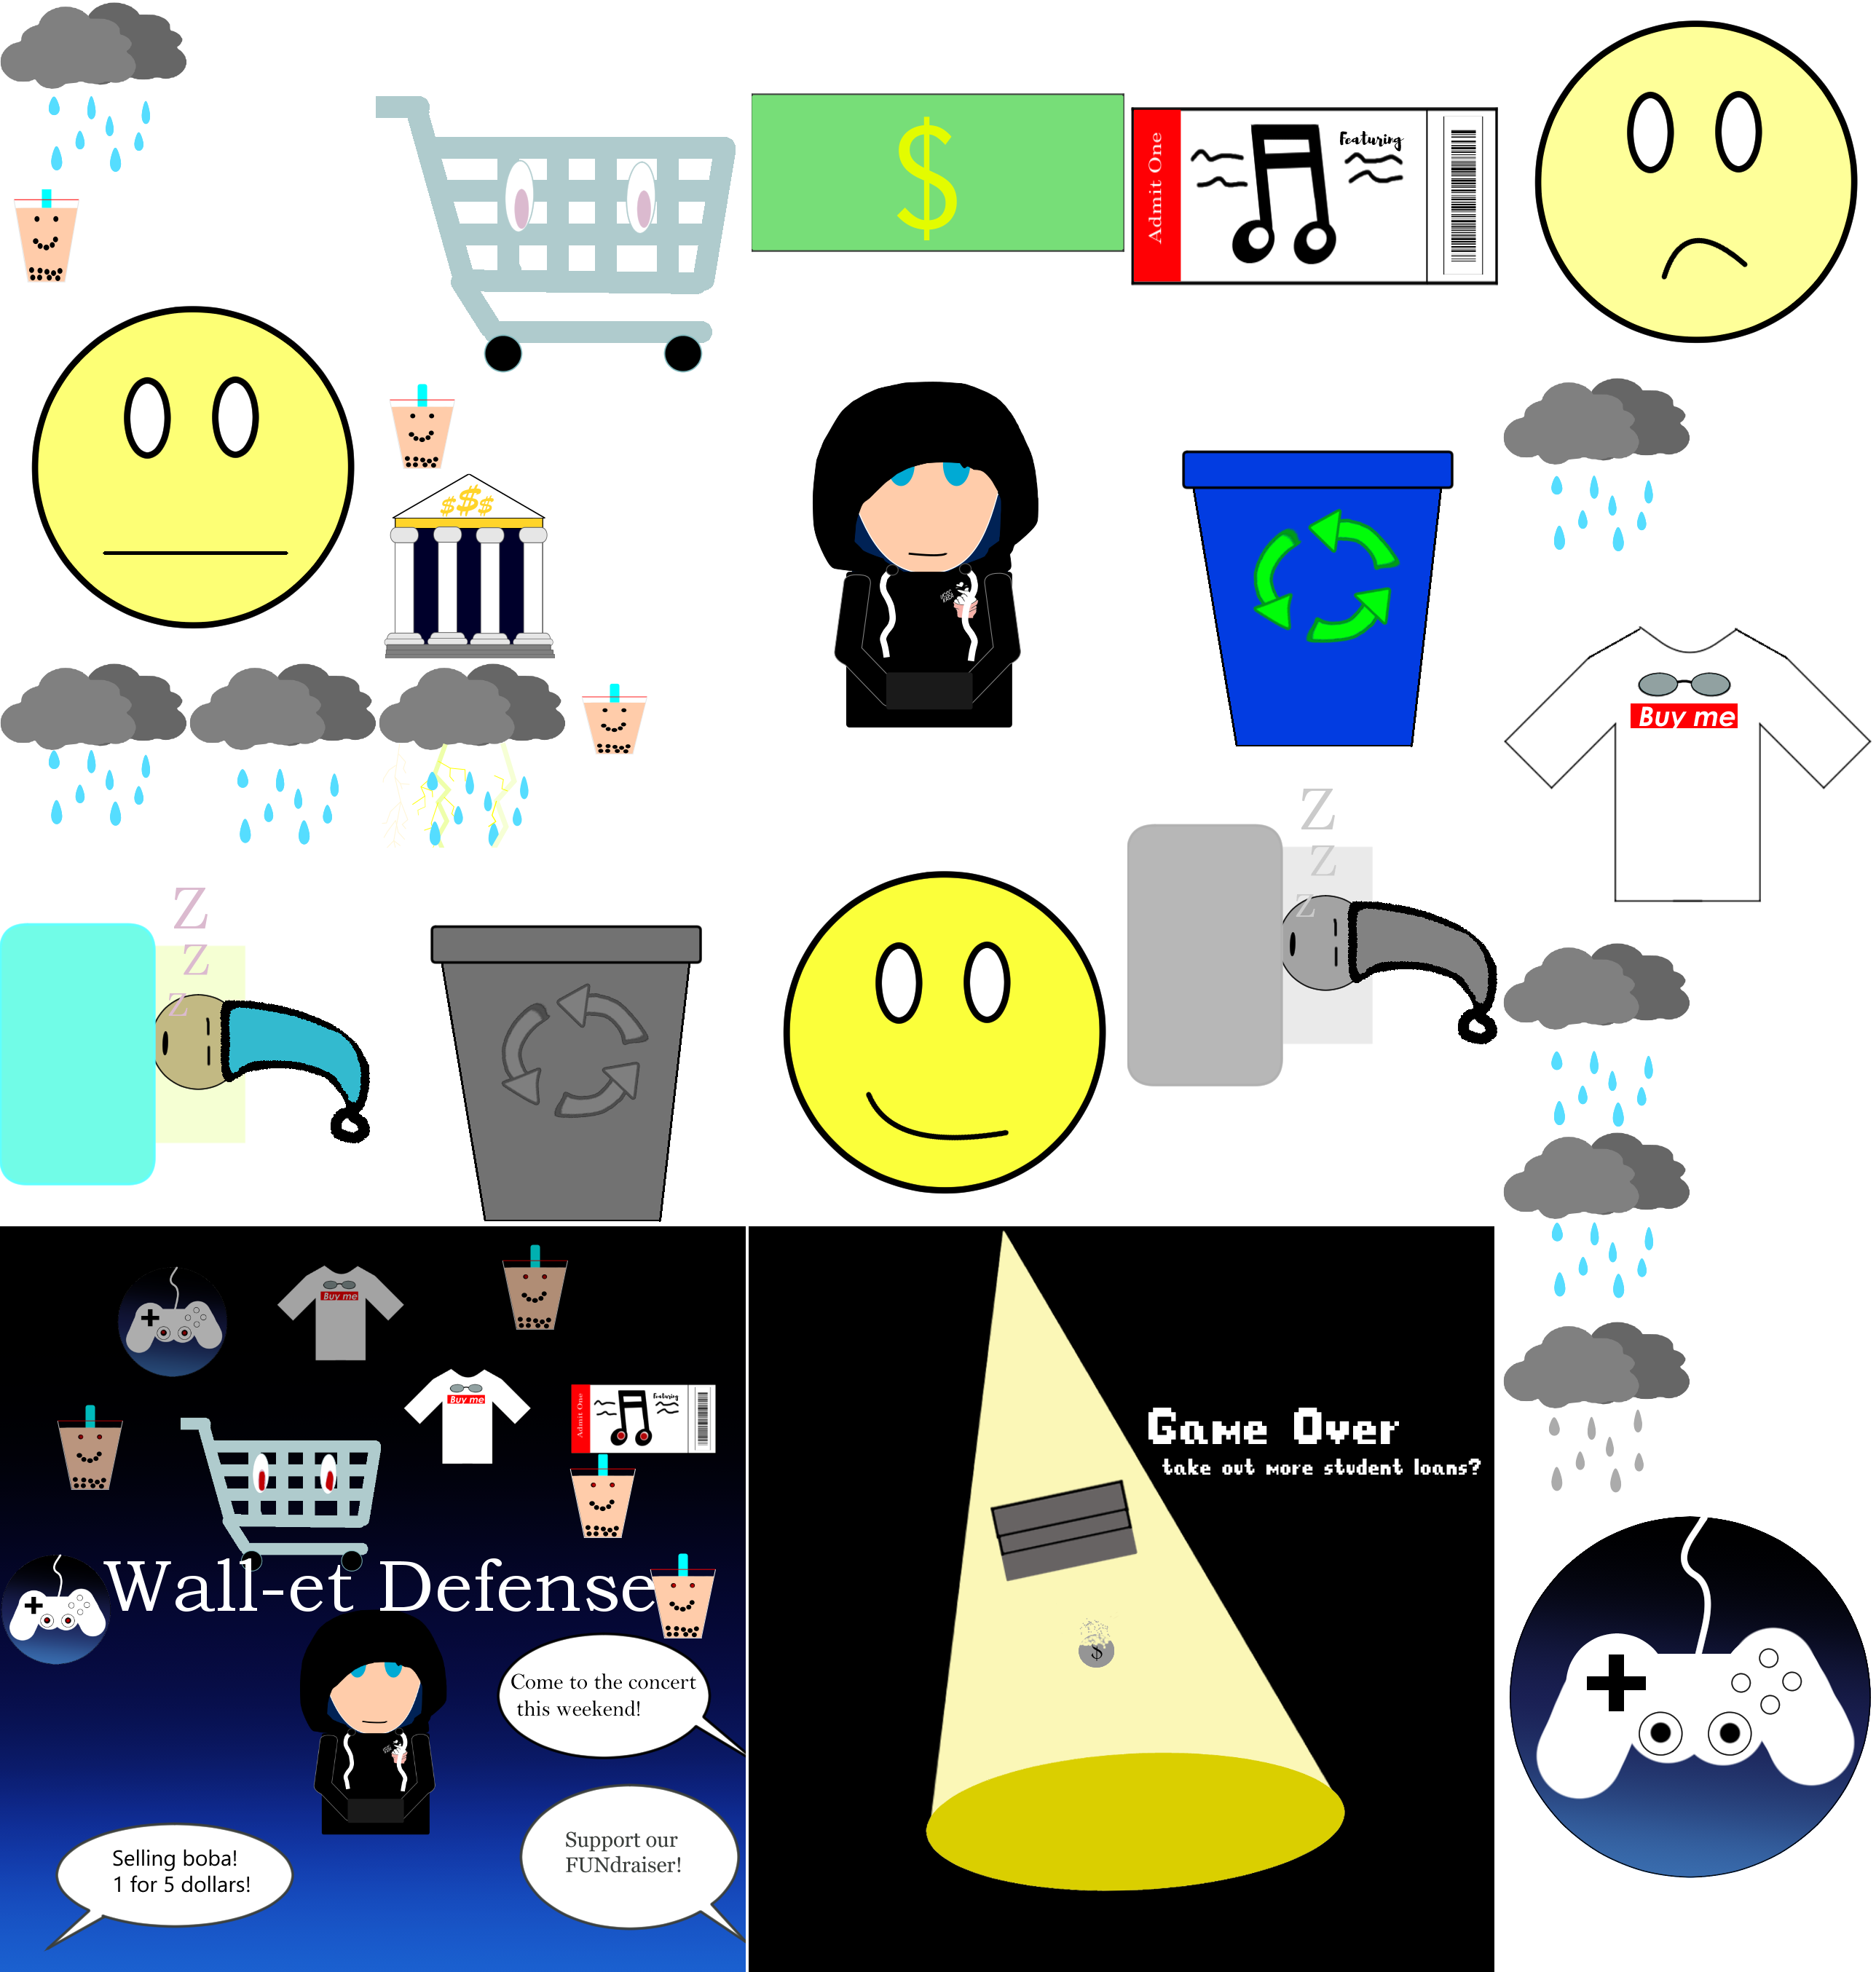 $
Admit One
Featuring
$$$
Buy me
Z
Z
Z
Z
Z
Z
Buy me
Buy me
Admit One
Featuring
Game Over
take out more student loans?
Wall-et Defense
$
Come to the concert
this weekend!
Support our
FUNdraiser!
Selling boba!
1 for 5 dollars!